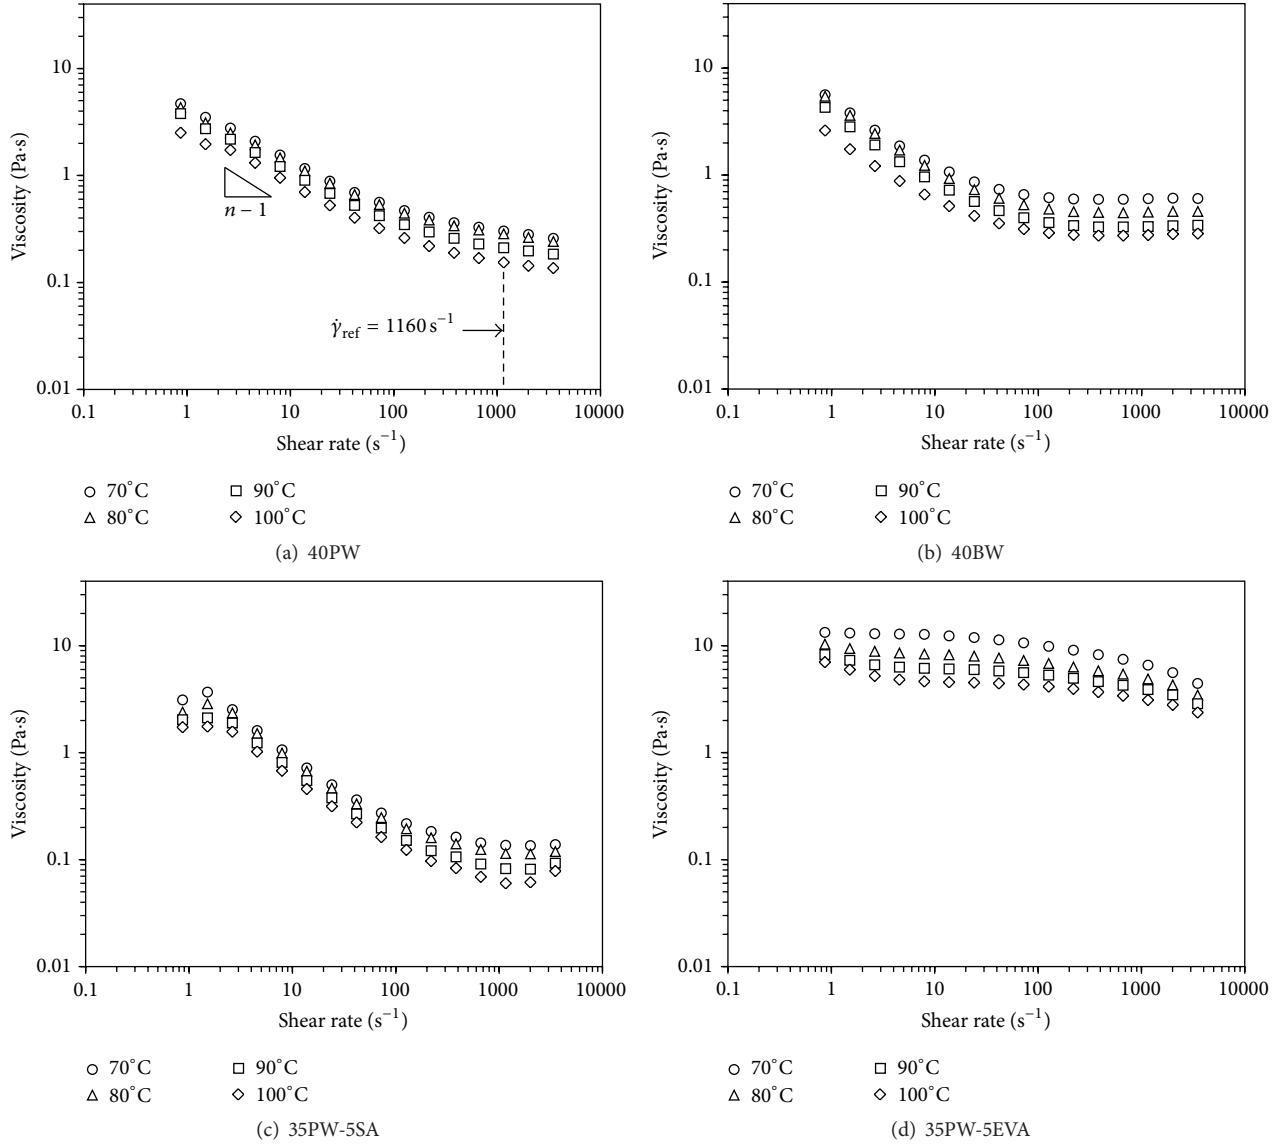 10
1
0.1
0.01
Viscosity (Pa·s)
n − 1
γ̇ref = 1160 s−1
0.1 1 10 100 1000 10000
Shear rate (s−1)
70°C 90°C
80°C 100°C
(a) 40PW
10
1
0.1
0.01
Viscosity (Pa·s)
0.1 1 10 100 1000 10000
Shear rate (s−1)
70°C 90°C
80°C 100°C
(b) 40BW
10
1
0.1
0.01
Viscosity (Pa·s)
0.1 1 10 100 1000 10000
Shear rate (s−1)
70°C 90°C
80°C 100°C
(c) 35PW-5SA
10
1
0.1
0.01
Viscosity (Pa·s)
0.1 1 10 100 1000 10000
Shear rate (s−1)
70°C 90°C
80°C 100°C
(d) 35PW-5EVA